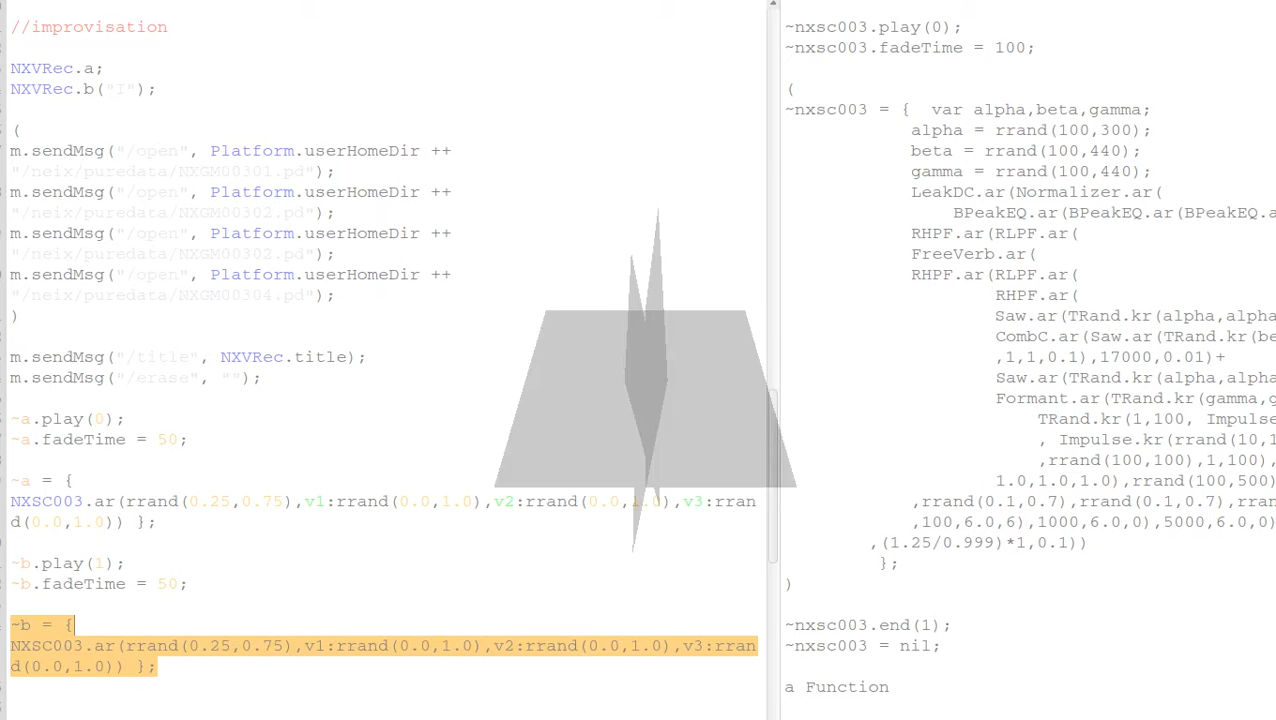 //improvisation
NXVRec.a;
NXVRec.b("I");
(
m.sendMsg("/open", Platform.userHomeDir ++
"/neix/puredata/NXGM00301.pd");
m.sendMsg("/open", Platform.userHomeDir ++
"/neix/puredata/NXGM00302.pd");
m.sendMsg("/open", Platform.userHomeDir ++
"/neix/puredata/NXGM00302.pd");
m.sendMsg("/open", Platform.userHomeDir ++
"/neix/puredata/NXGM00304.pd");
)
m.sendMsg("/title", NXVRec.title);
m.sendMsg("/erase", "");
~a.play(0);
~a.fadeTime = 50;
~a = {
NXSC003.ar(rrand(0.25,0.75),v1:rrand(0.0,1.0),v2:rrand(0.0,1.0),v3:rran
d(0.0,1.0)) };
~b.play(1);
~b.fadeTime = 50;
~b = {
NXSC003.ar(rrand(0.25,0.75),v1:rrand(0.0,1.0),v2:rrand(0.0,1.0),v3:rran
d(0.0,1.0)) };
~nxsc003.play(0);
~nxsc003.fadeTime = 100;
(
~nxsc003 = {  var alpha,beta,gamma;
alpha = rrand(100,300);
beta = rrand(100,440);
gamma = rrand(100,440);
LeakDC.ar(Normalizer.ar(
BPeakEQ.ar(BPeakEQ.ar(BPeakEQ.a
RHPF.ar(RLPF.ar(
FreeVerb.ar(
RHPF.ar(RLPF.ar(
RHPF.ar(
Saw.ar(TRand.kr(alpha,alpha
CombC.ar(Saw.ar(TRand.kr(be
,1,1,0.1),17000,0.01)+
Saw.ar(TRand.kr(alpha,alpha
Formant.ar(TRand.kr(gamma,g
TRand.kr(1,100, Impulse
, Impulse.kr(rrand(10,1
,rrand(100,100),1,100),
1.0,1.0,1.0),rrand(100,500)
,rrand(0.1,0.7),rrand(0.1,0.7),rran
,100,6.0,6),1000,6.0,0),5000,6.0,0)
,(1.25/0.999)*1,0.1))
};
)
~nxsc003.end(1);
~nxsc003 = nil;
a Function